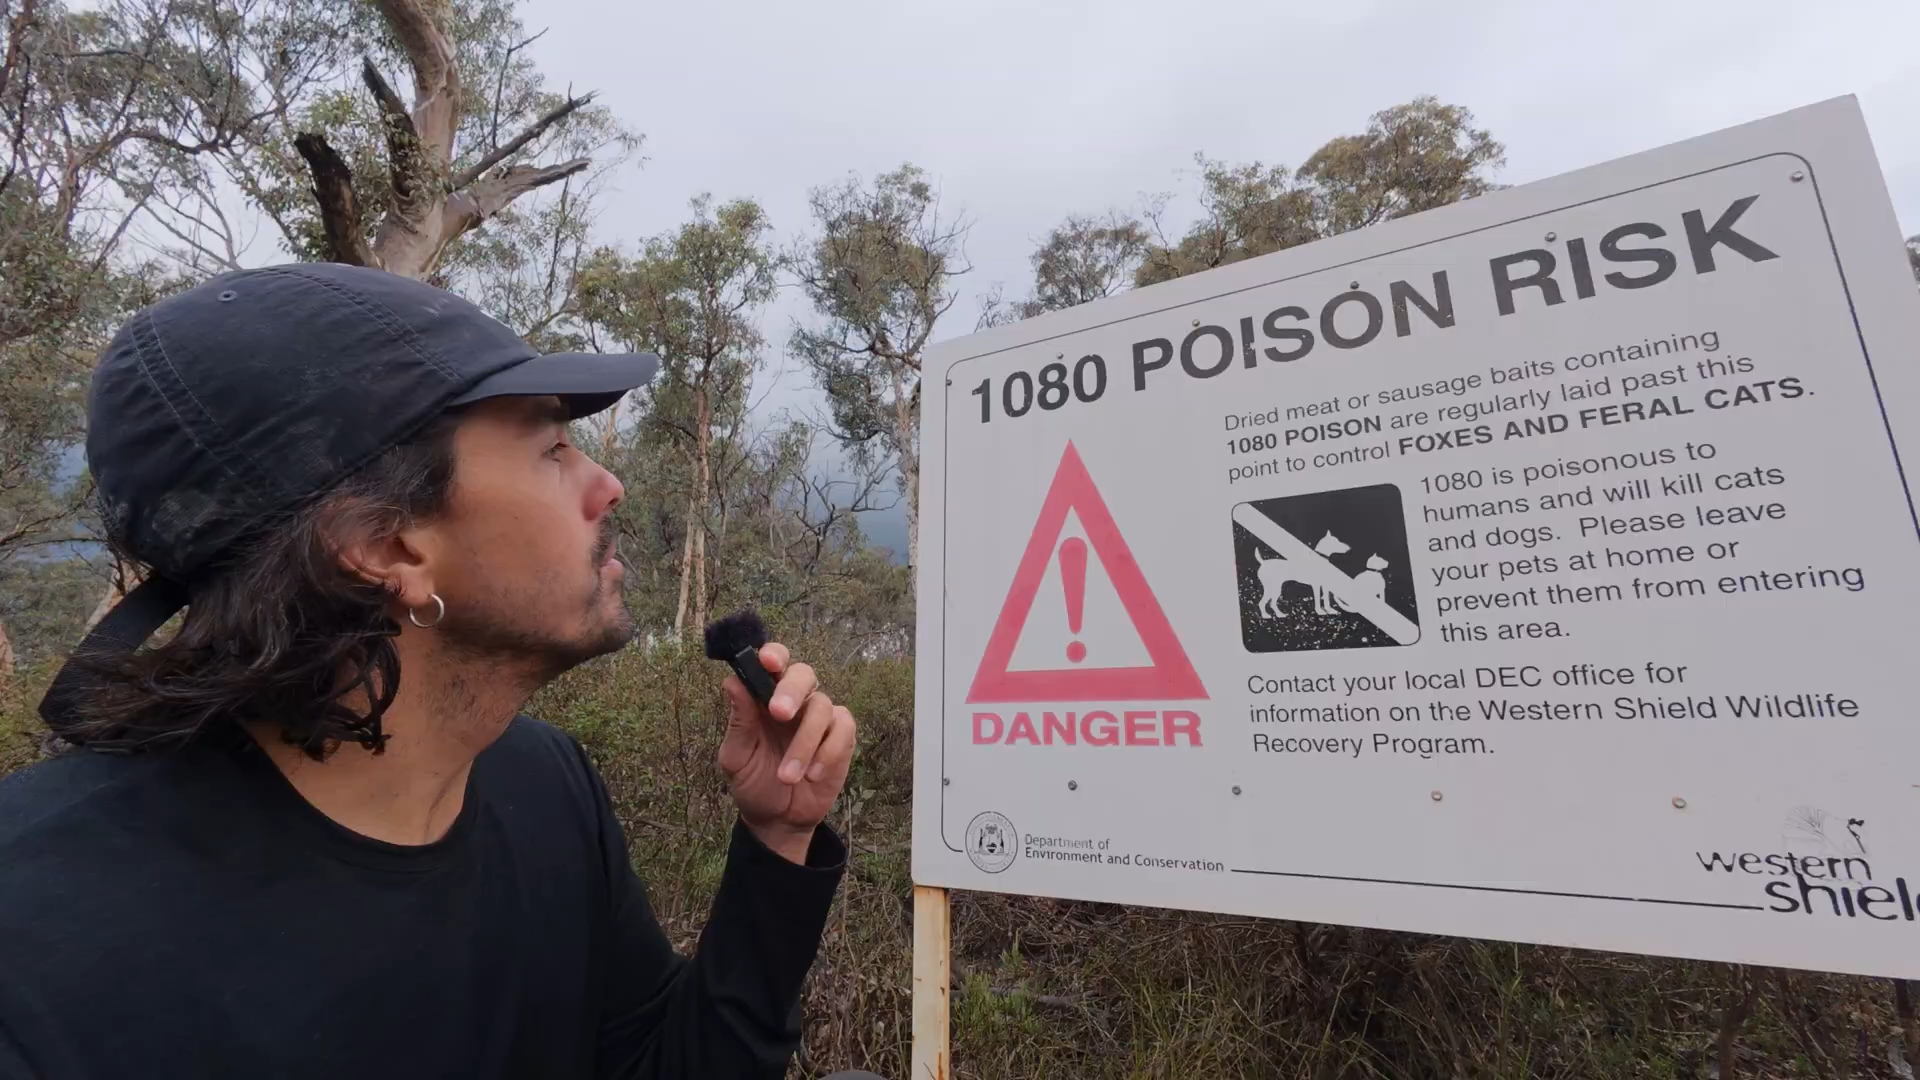 1080 POISON RISK
Dried meat or sausage baits containing
1080 POISON are regularly laid past this
point to control FOXES AND FERAL CATS.
1080 is poisonous to
humans and will kill cats
and dogs. Please leave
your pets at home or
prevent them from entering
this area.
DANGER
Contact your local DEC office for
information on the Western Shield Wildlife
Recovery Program.
Department of
Environment and Conservation
western
shield